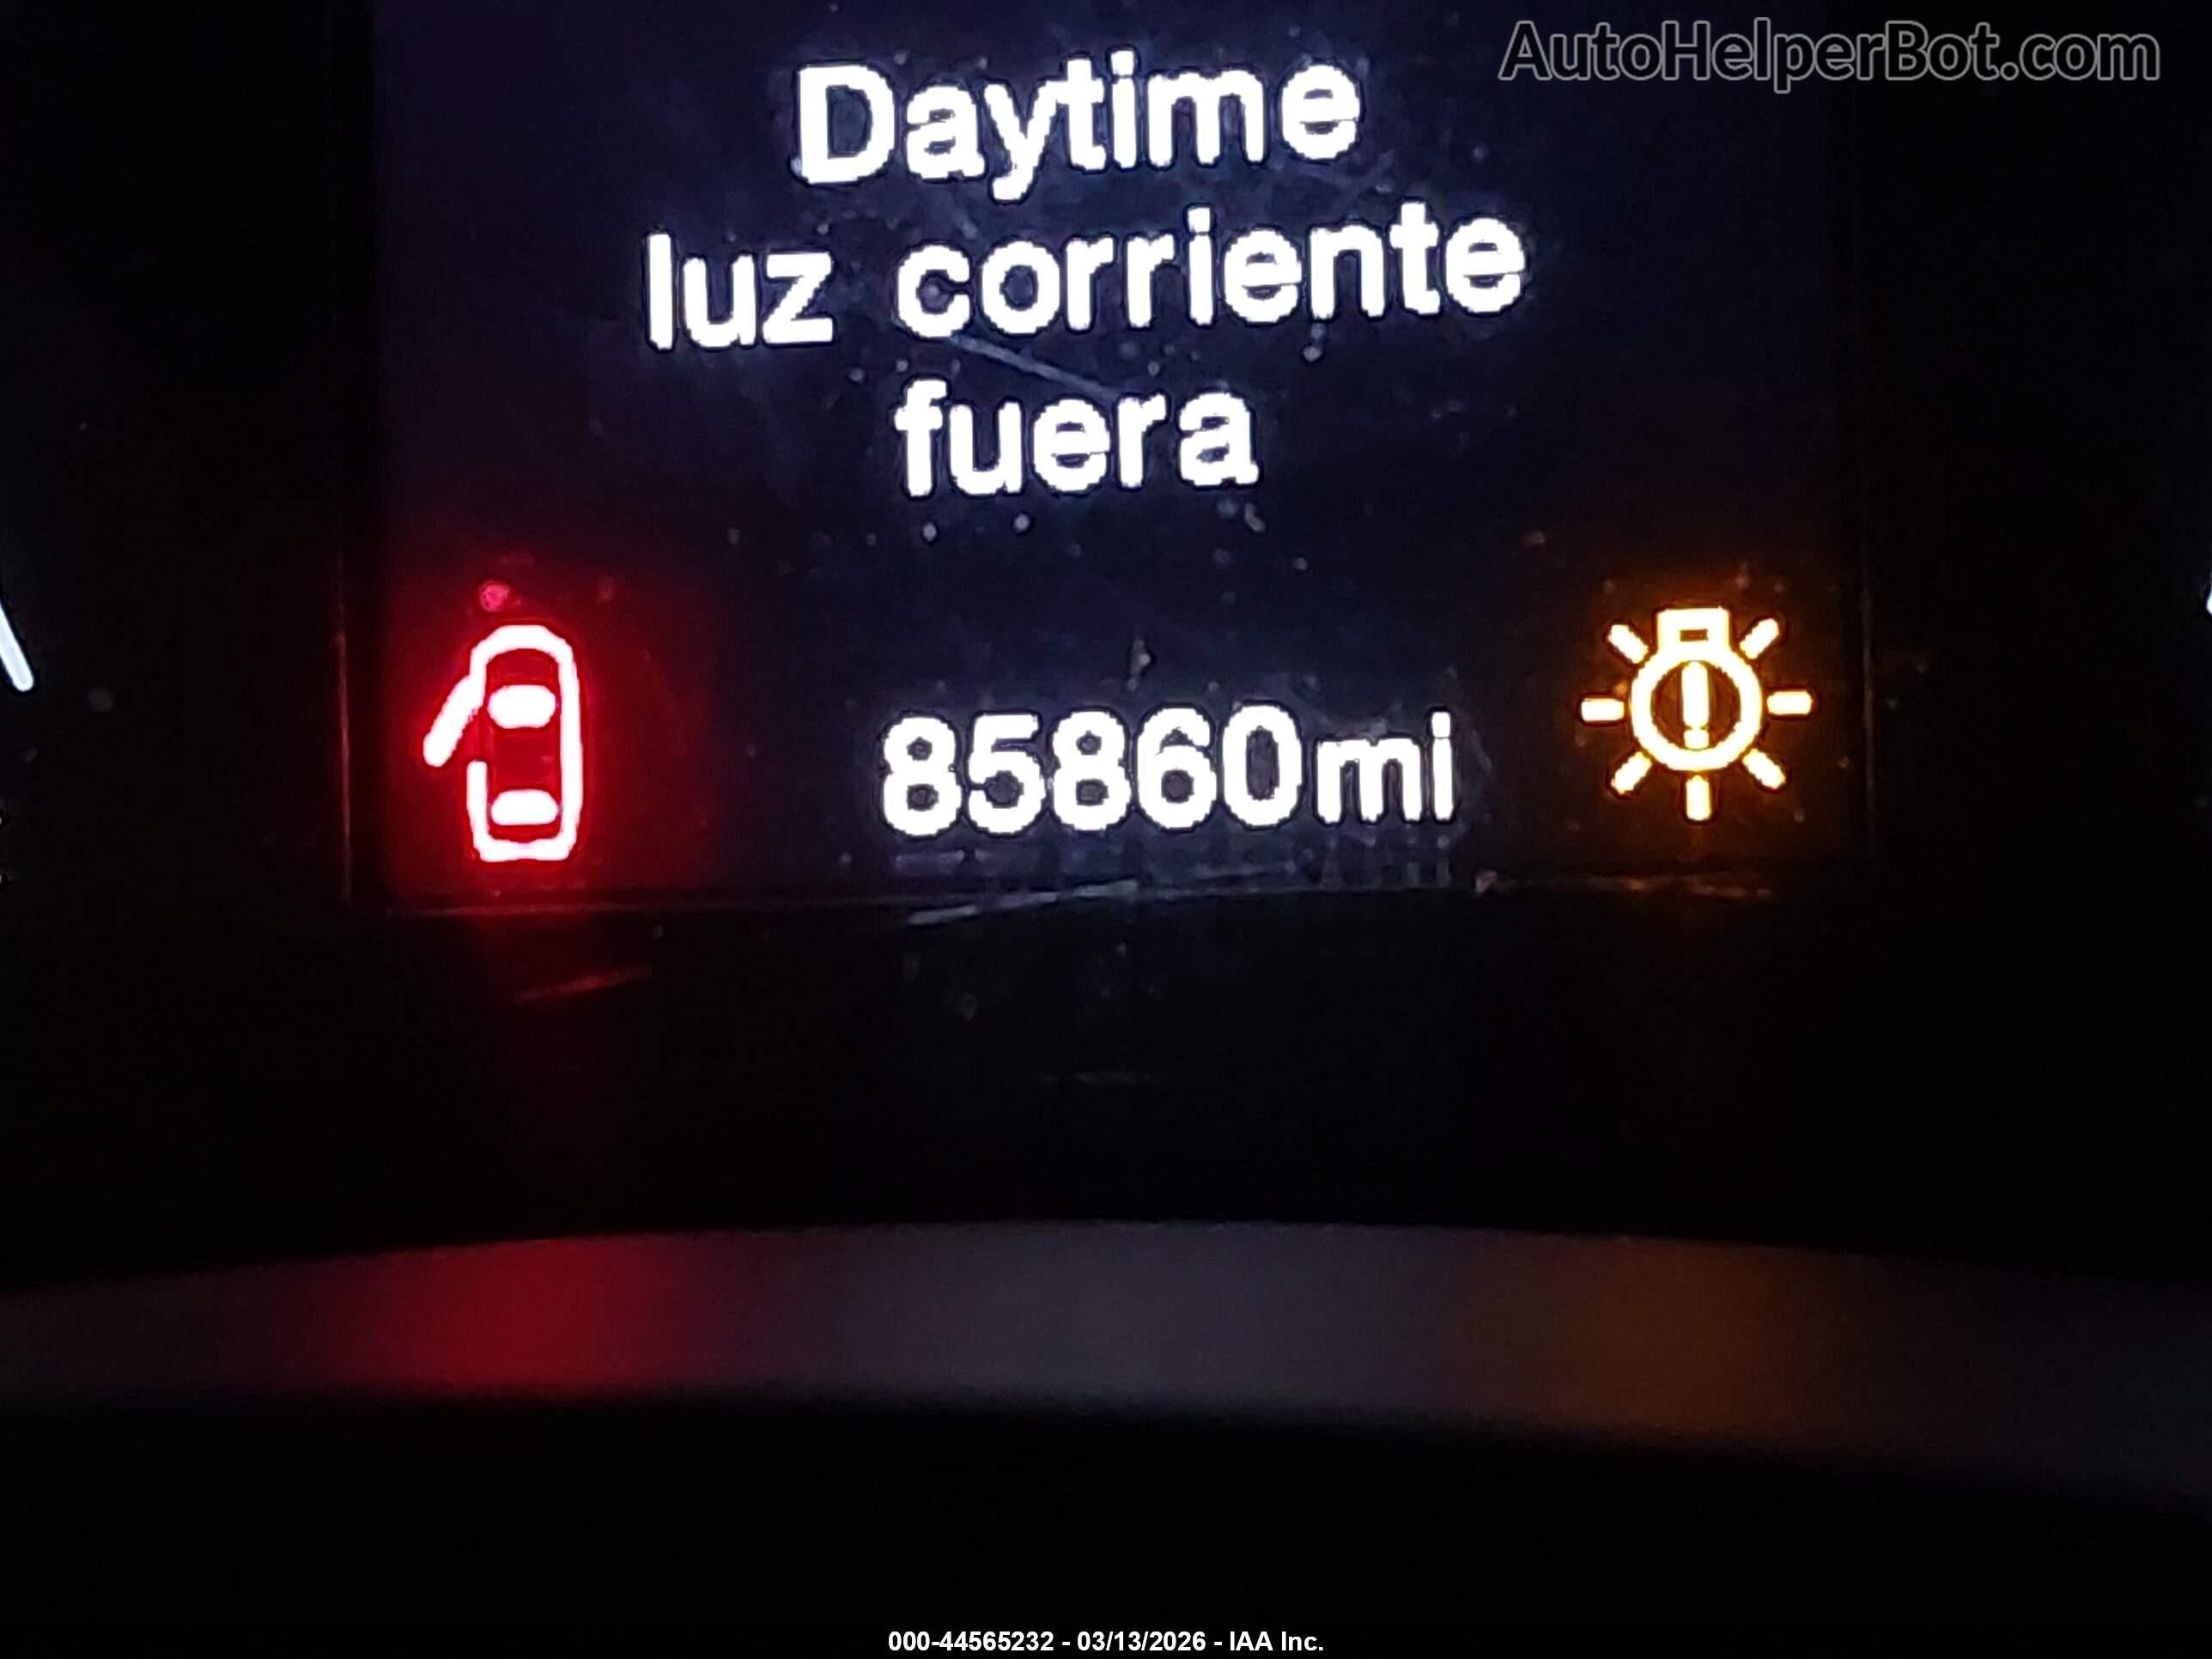 AutoHelperBot.com
Daytime
luz corriente
fuera
85860mi
000-44565232 - 03/13/2026 - IAA Inc.